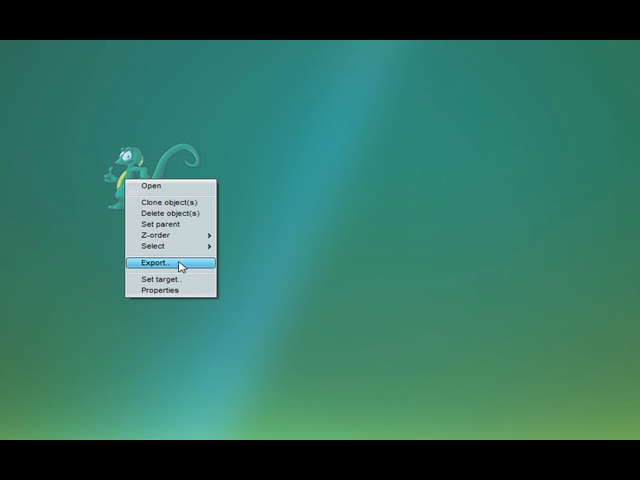 Open
Clone object(s)
Delete object(s)
Set parent
Z-order
Select
Export..
Set target..
Properties